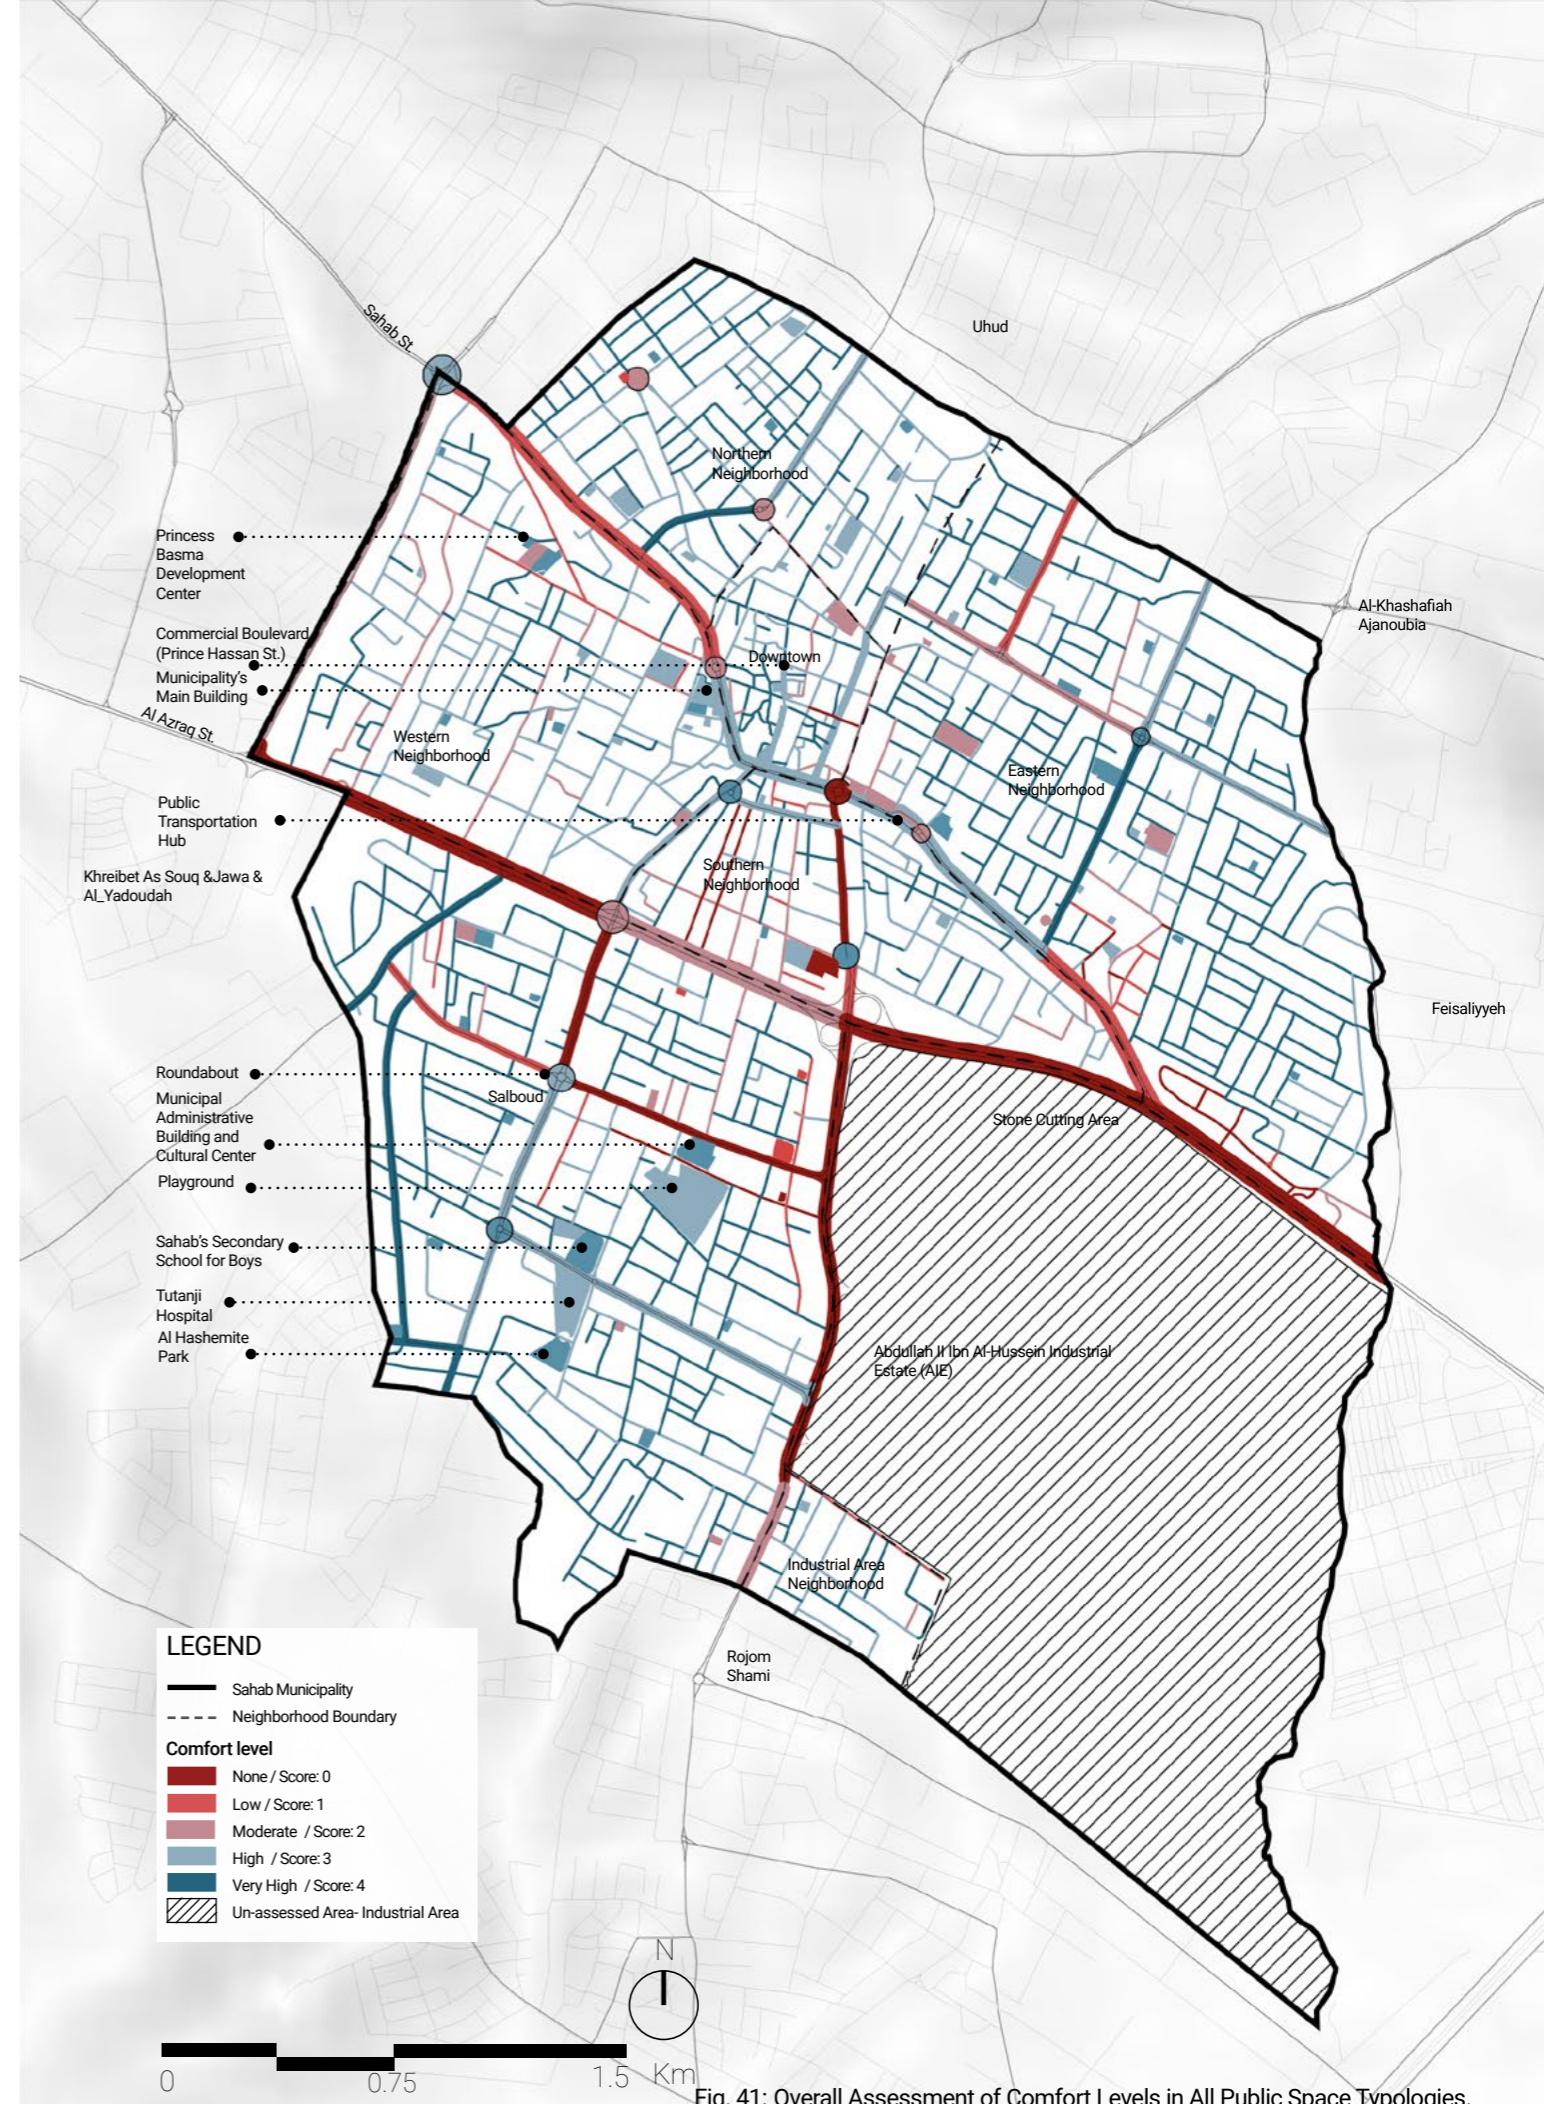 Sahab St.
Uhud
Northern
Neighborhood
Princess
Basma
Development
Center
Al-Khashafiah
Ajanoubia
Commercial Boulevard
(Prince Hassan St.)
Downtown
Municipality's
Main Building
Al Azraq St.
Western
Neighborhood
Eastern
Neighborhood
Public
Transportation
Hub
Southern
Neighborhood
Khreibet As Souq &Jawa &
Al_Yadoudah
Feisaliyyeh
Roundabout
Salboud
Municipal
Administrative
Building and
Cultural Center
Stone Cutting Area
Playground
Sahab's Secondary
School for Boys
Tutanji
Hospital
Al Hashemite
Park
Abdullah II Ibn Al-Hussein Industrial
Estate (AIE)
Industrial Area
Neighborhood
Rojom
Shami
LEGEND
Sahab Municipality
Neighborhood Boundary
Comfort level
None / Score: 0
Low / Score: 1
Moderate / Score: 2
High / Score: 3
Very High / Score: 4
Un-assessed Area- Industrial Area
N
0 0.75 1.5 Km
Fig. 41: Overall Assessment of Comfort Levels in All Public Space Typologies.